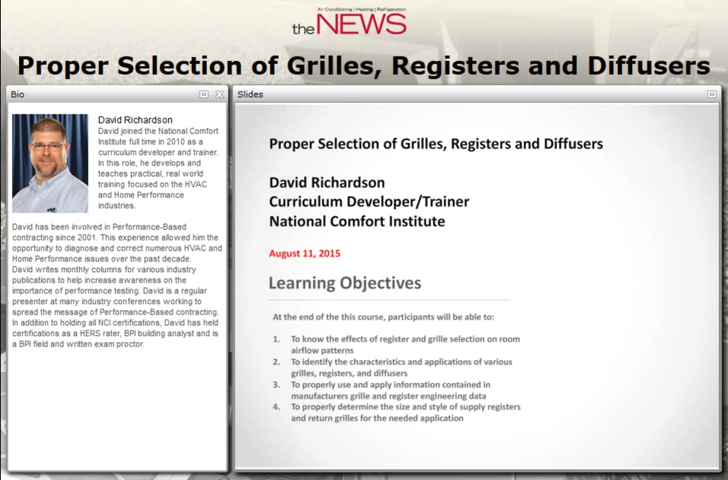 Air Conditioning | Heating | Refrigeration
theNEWS
Proper Selection of Grilles, Registers and Diffusers
Bio
David Richardson
David joined the National Comfort
Institute full time in 2010 as a
curriculum developer and trainer.
In this role, he develops and
teaches practical, real world
training focused on the HVAC
and Home Performance
industries.
David has been involved in Performance-Based
contracting since 2001. This experience allowed him the
opportunity to diagnose and correct numerous HVAC and
Home Performance issues over the past decade.
David writes monthly columns for various industry
publications to help increase awareness on the
importance of performance testing. David is a regular
presenter at many industry conferences working to
spread the message of Performance-Based contracting.
In addition to holding all NCI certifications, David has held
certifications as a HERS rater, BPI building analyst and is
a BPI field and written exam proctor.
Slides
Proper Selection of Grilles, Registers and Diffusers
David Richardson
Curriculum Developer/Trainer
National Comfort Institute
August 11, 2015
Learning Objectives
At the end of the this course, participants will be able to:
1. To know the effects of register and grille selection on room
airflow patterns
2. To identify the characteristics and applications of various
grilles, registers, and diffusers
3. To properly use and apply information contained in
manufacturers grille and register engineering data
4. To properly determine the size and style of supply registers
and return grilles for the needed application